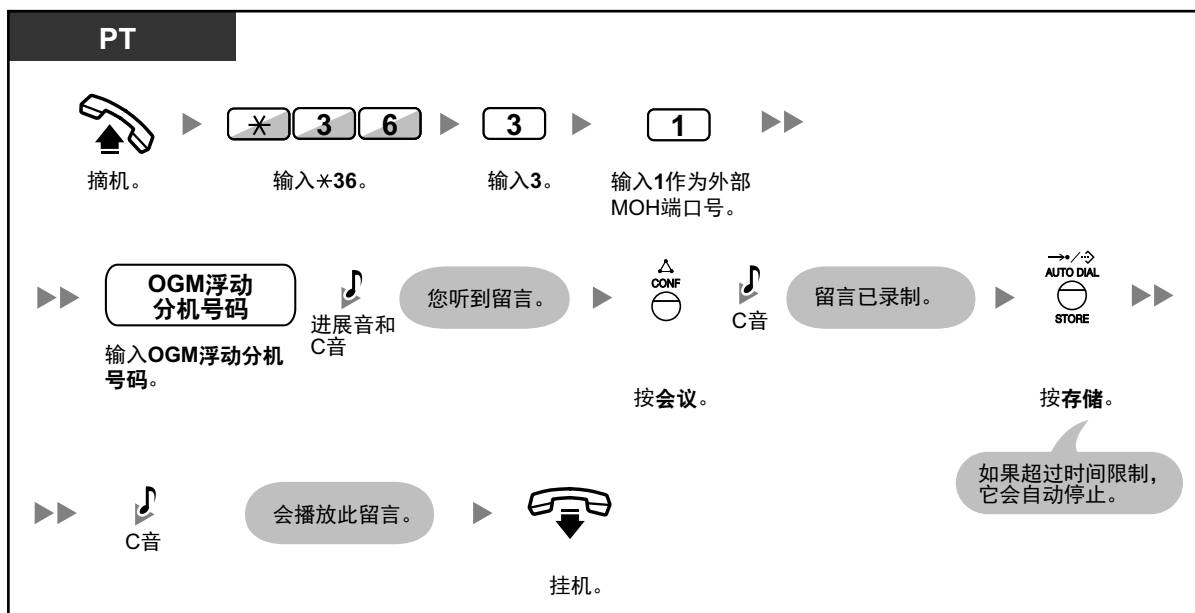 PT
✳ 3 6
3
1
摘机。
输入✳36。
输入3。
输入1作为外部
MOH端口号。
OGM浮动
分机号码
输入OGM浮动分机
号码。
进展音和
C音
您听到留言。
CONF
按会议。
C音
留言已录制。
AUTO DIAL
STORE
按存储。
如果超过时间限制,
它会自动停止。
C音
会播放此留言。
挂机。